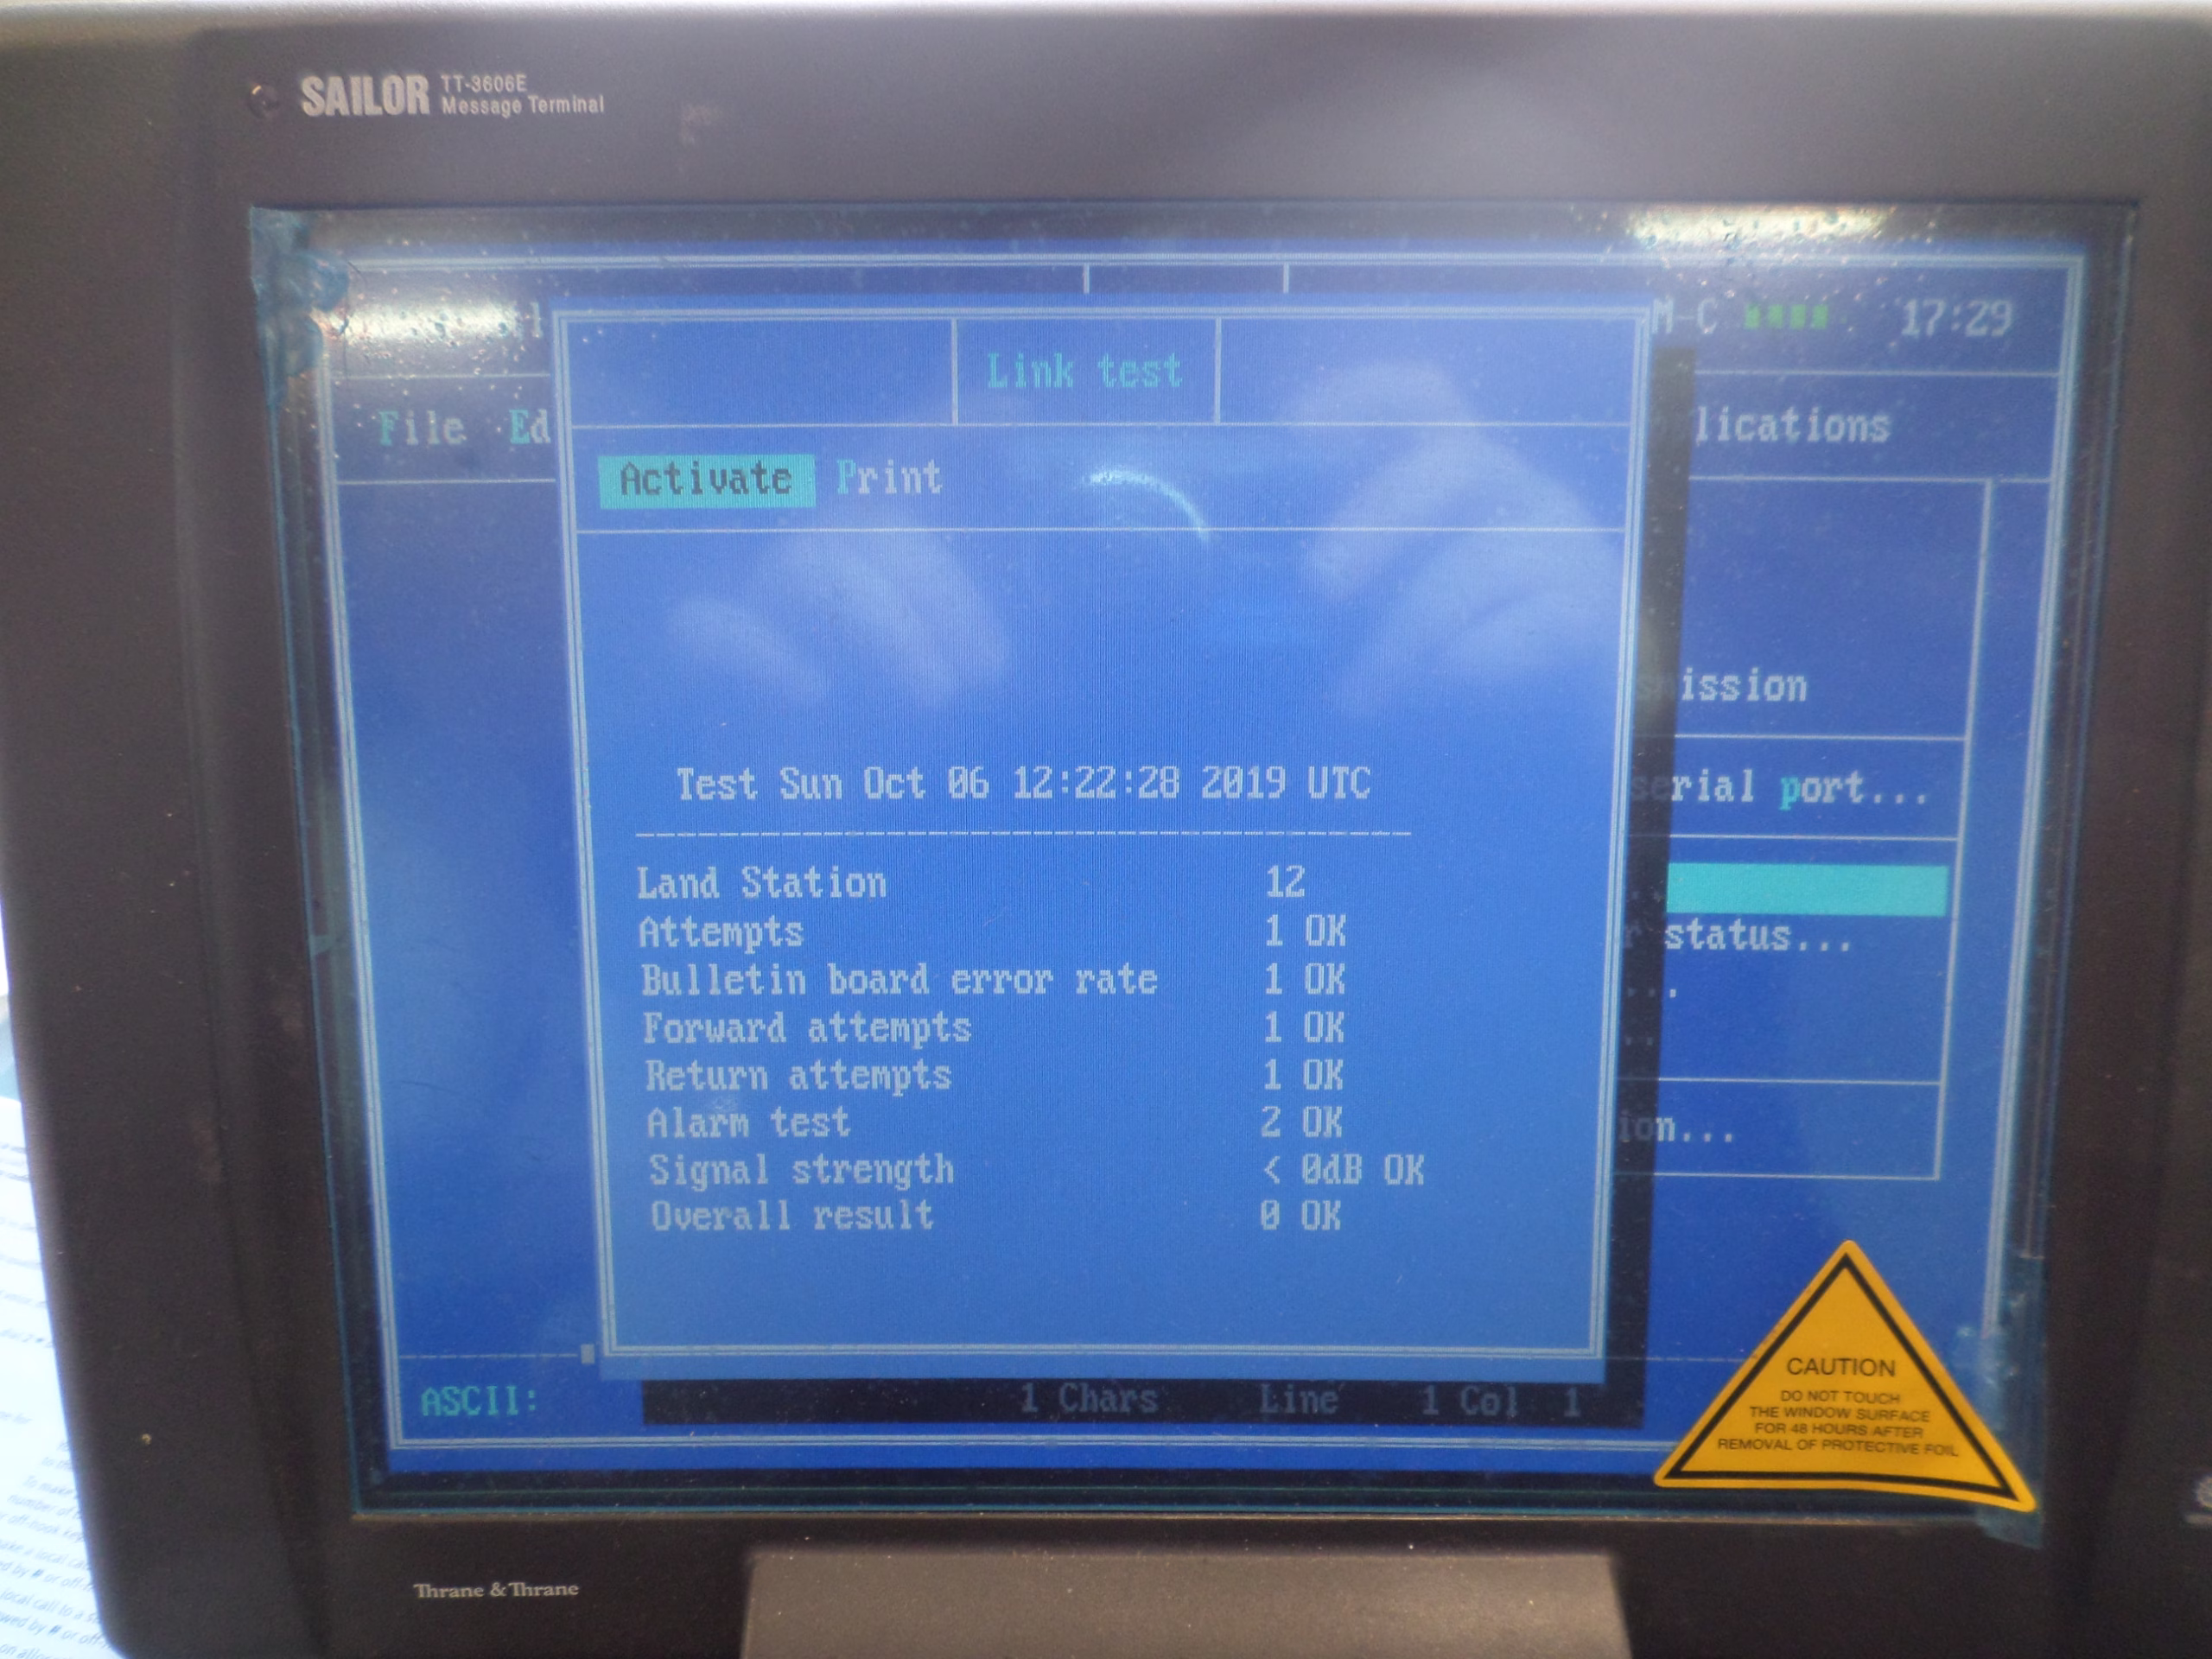 SAILOR TT-3606E
Message Terminal
M-C 17:29
File Ed
lications
Link test
Activate Print
ission
Test Sun Oct 06 12:22:28 2019 UTC
serial port...
----------------------------------------
Land Station 12
Attempts 1 OK
r status...
Bulletin board error rate 1 OK
Forward attempts 1 OK
Return attempts 1 OK
Alarm test 2 OK
ion...
Signal strength < 0dB OK
Overall result 0 OK
ASCII: 1 Chars Line 1 Col 1
CAUTION
DO NOT TOUCH
THE WINDOW SURFACE
FOR 48 HOURS AFTER
REMOVAL OF PROTECTIVE FOIL
Thrane & Thrane